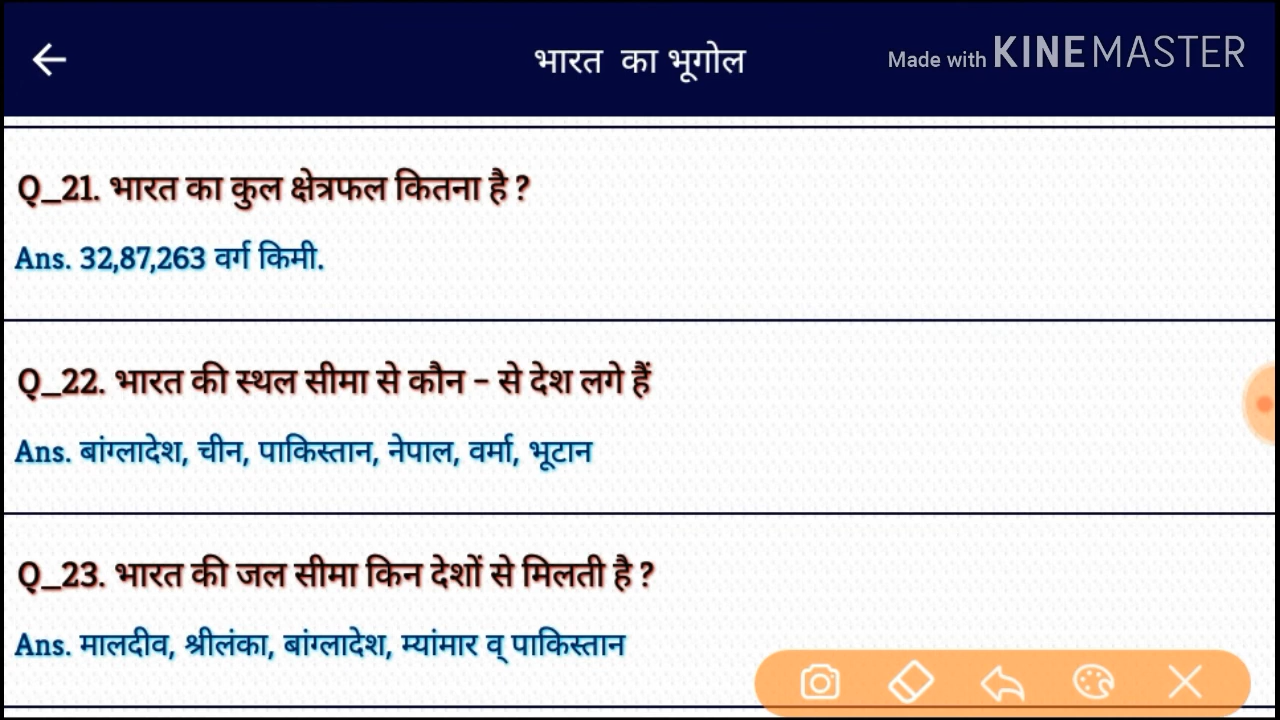 भारत का भूगोल
Made with KINEMASTER
Q_21. भारत का कुल क्षेत्रफल कितना है ?
Ans. 32,87,263 वर्ग किमी.
Q_22. भारत की स्थल सीमा से कौन - से देश लगे हैं
Ans. बांग्लादेश, चीन, पाकिस्तान, नेपाल, वर्मा, भूटान
Q_23. भारत की जल सीमा किन देशों से मिलती है ?
Ans. मालदीव, श्रीलंका, बांग्लादेश, म्यांमार व् पाकिस्तान